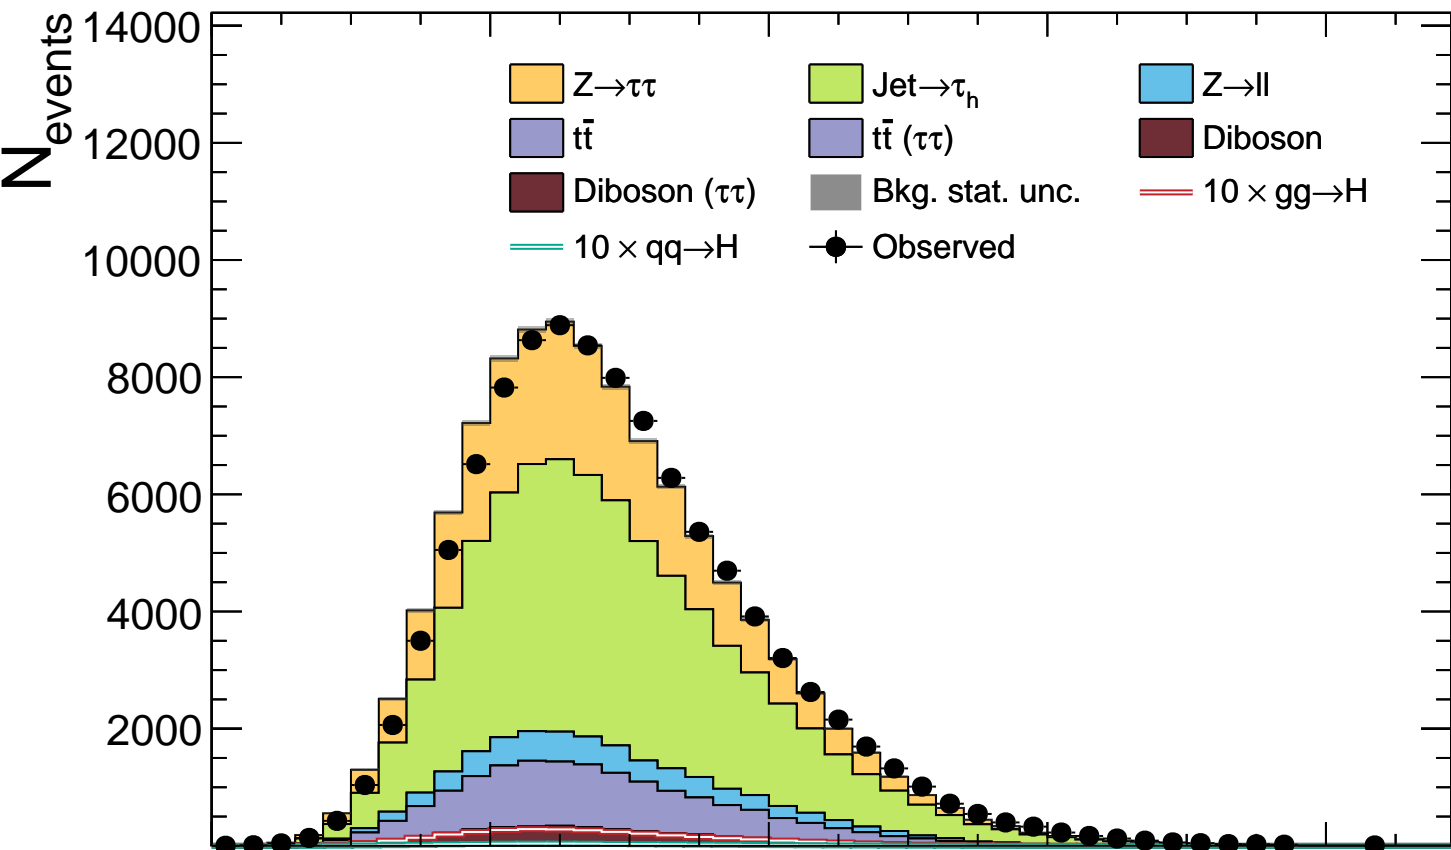 N_events
14000
12000
10000
8000
6000
4000
2000
Z→ττ
Jet→τ_h
Z→ll
tt̄
tt̄ (ττ)
Diboson
Diboson (ττ)
Bkg. stat. unc.
10 × gg→H
10 × qq→H
Observed